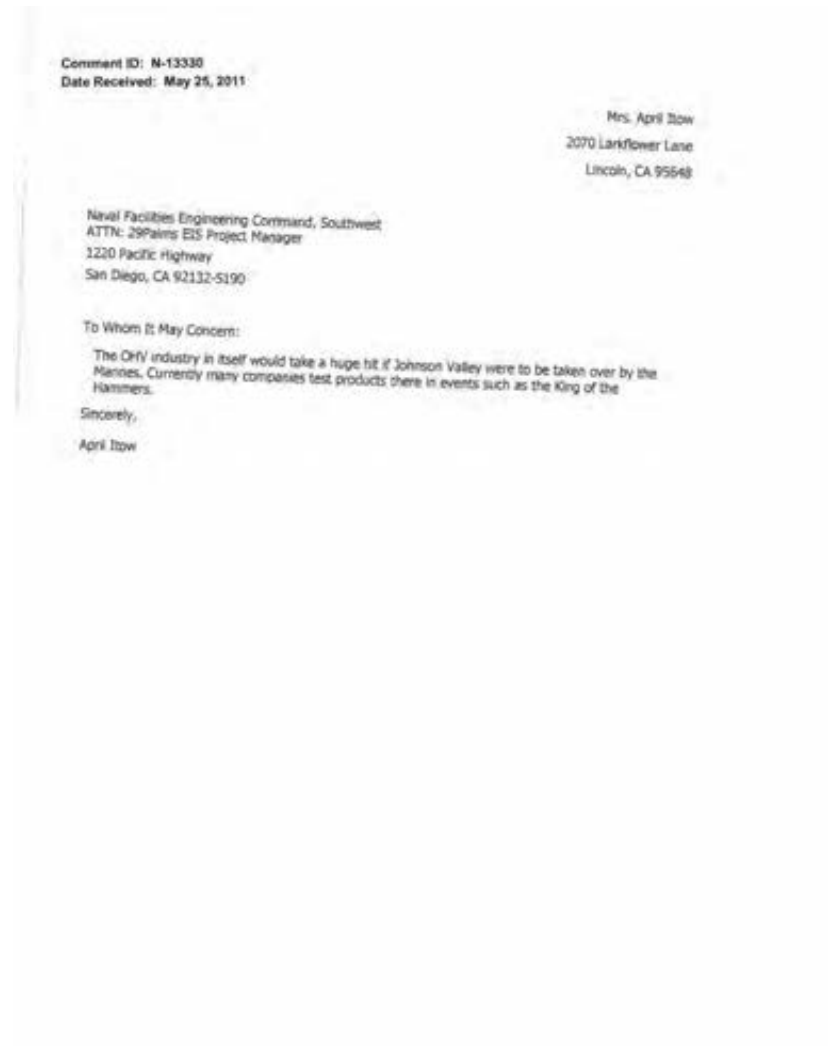 Comment ID: N-13330
Date Received: May 25, 2011
Mrs. April Itow
2070 Larkflower Lane
Lincoln, CA 95648
Naval Facilities Engineering Command, Southwest
ATTN: 29Palms EIS Project Manager
1220 Pacific Highway
San Diego, CA 92132-5190
To Whom It May Concern:
The OHV industry in itself would take a huge hit if Johnson Valley were to be taken over by the
Marines. Currently many companies test products there in events such as the King of the
Hammers.
Sincerely,
April Itow